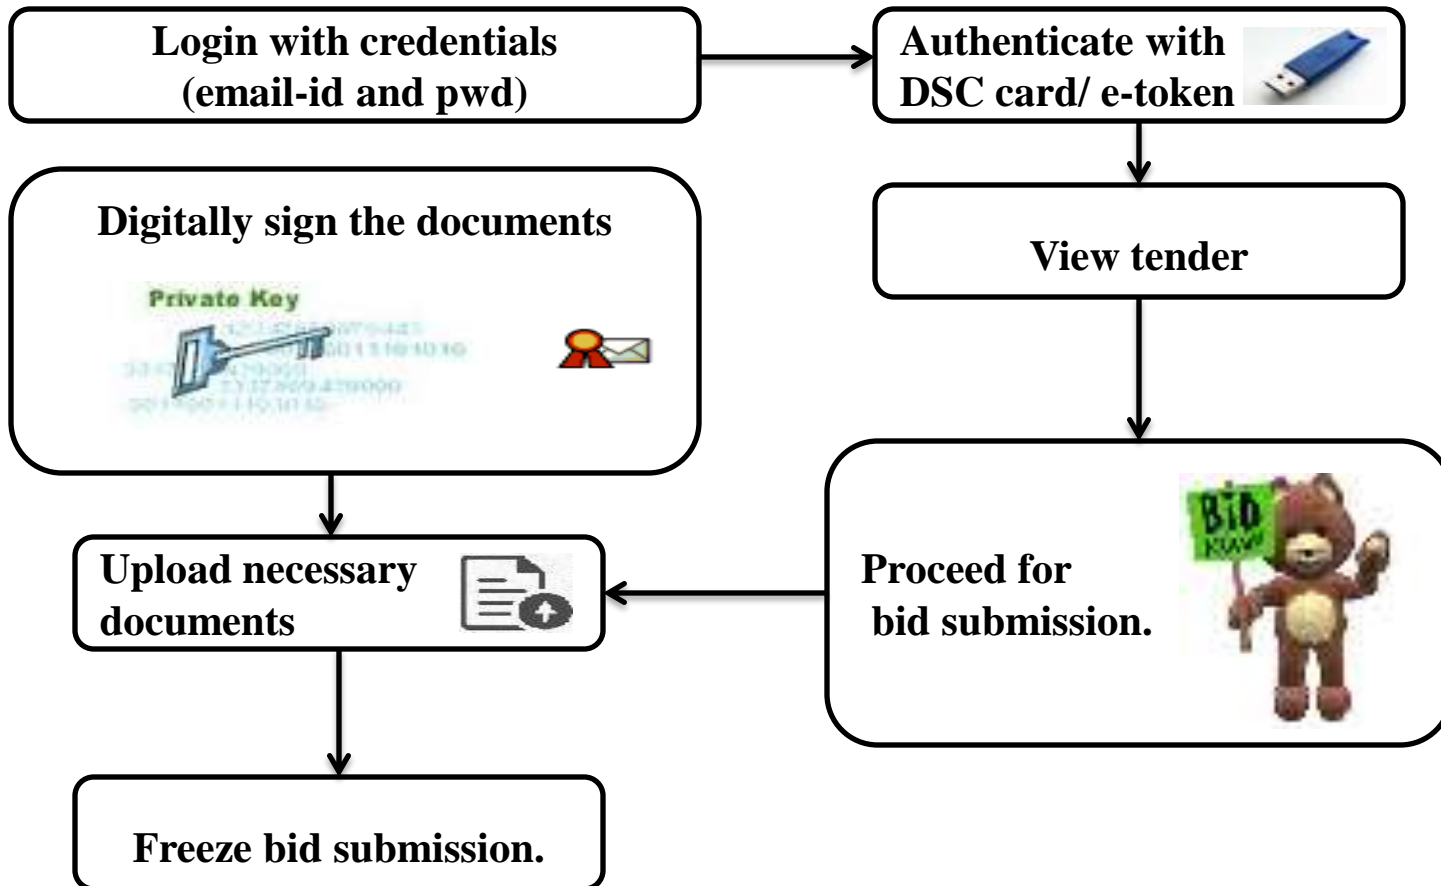 Login with credentials
(email-id and pwd)
Authenticate with
DSC card/ e-token
Digitally sign the documents
Private Key
View tender
Upload necessary
documents
BiD
Proceed for
bid submission.
Freeze bid submission.